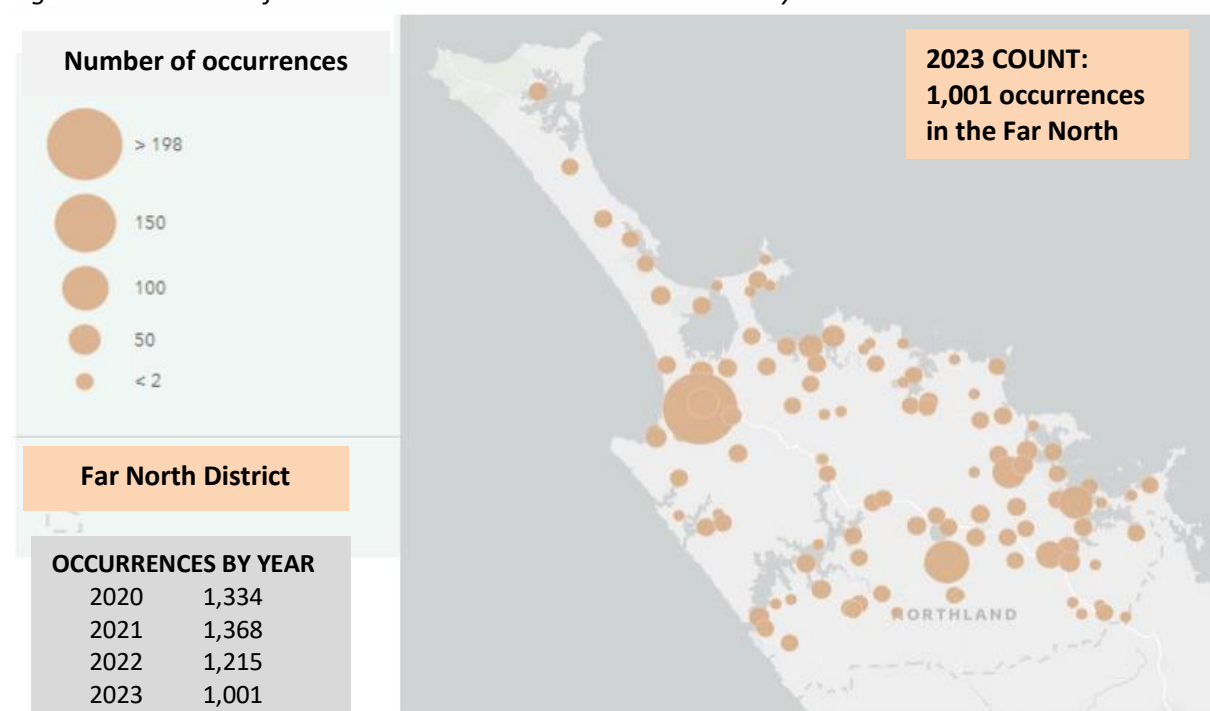 Number of occurrences
> 198
150
100
50
< 2
Far North District
OCCURRENCES BY YEAR
2020 1,334
2021 1,368
2022 1,215
2023 1,001
2023 COUNT:
1,001 occurrences
in the Far North
NORTHLAND